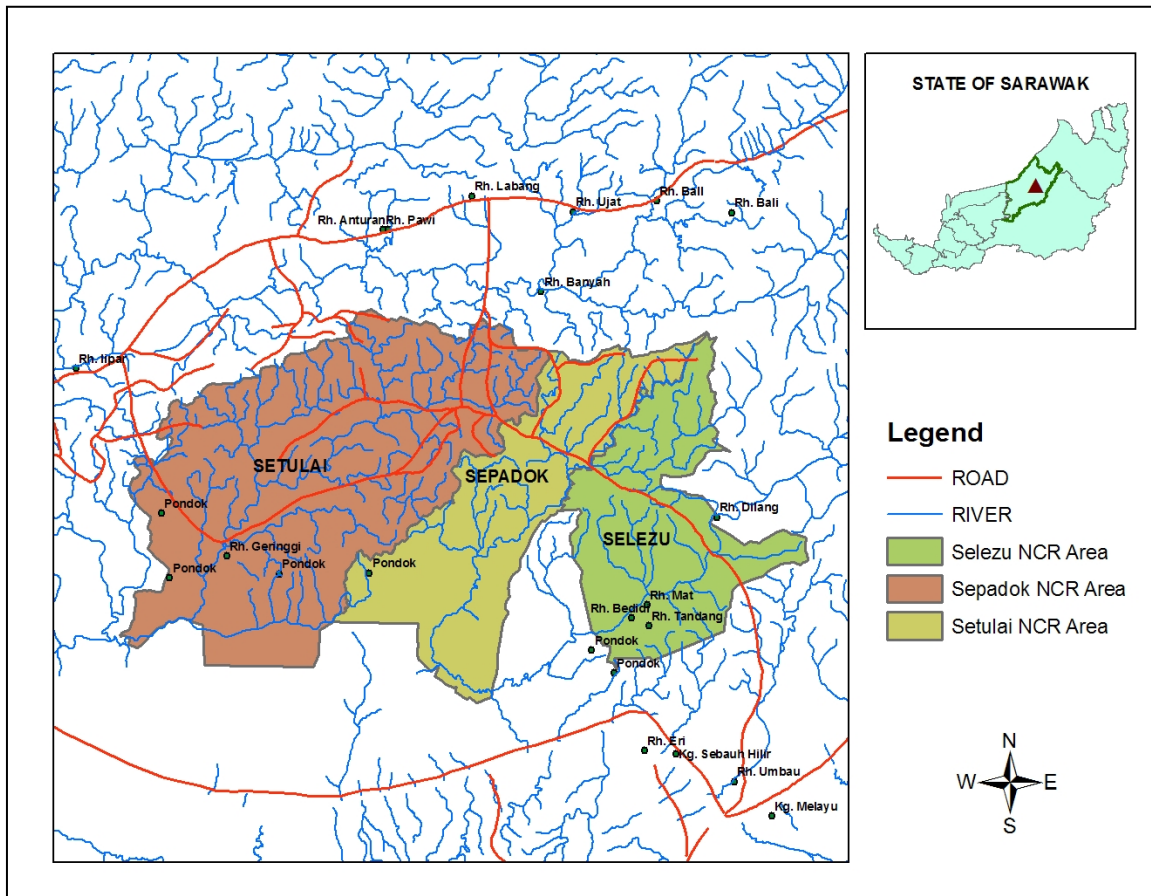 STATE OF SARAWAK
Rh. Labang
Rh. Ujat
Rh. Ball
Rh. Bali
Rh. Anturan
Rh. Pawi
Rh. Banyah
Rh. Ilpar
SETULAI
SEPADOK
Pondok
Rh. Dilang
SELEZU
Rh. Geringgi
Pondok
Pondok
Pondok
Rh. Mat
Rh. Bedidi
Rh. Tandang
Pondok
Pondok
Rh. Eri
Kg. Sebauh Hilir
Rh. Umbau
Kg. Melayu
Legend
ROAD
RIVER
Selezu NCR Area
Sepadok NCR Area
Setulai NCR Area
N
W
E
S